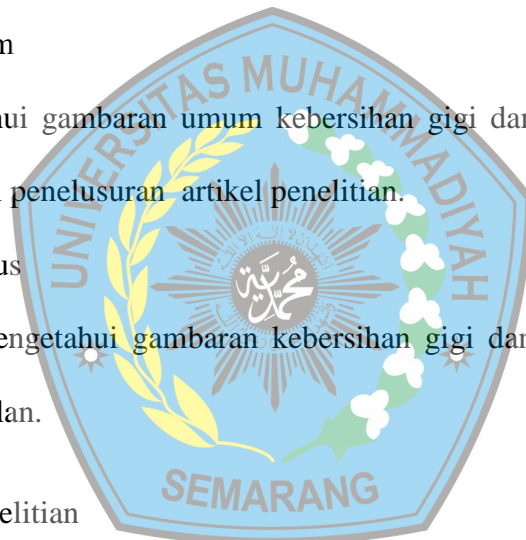 m
ui gambaran umum kebersihan gigi dan
penelusuran artikel penelitian.
us
engetahui gambaran kebersihan gigi dan
lan.
elitian
UNIVERSITAS MUHAMMADIYAH
SEMARANG